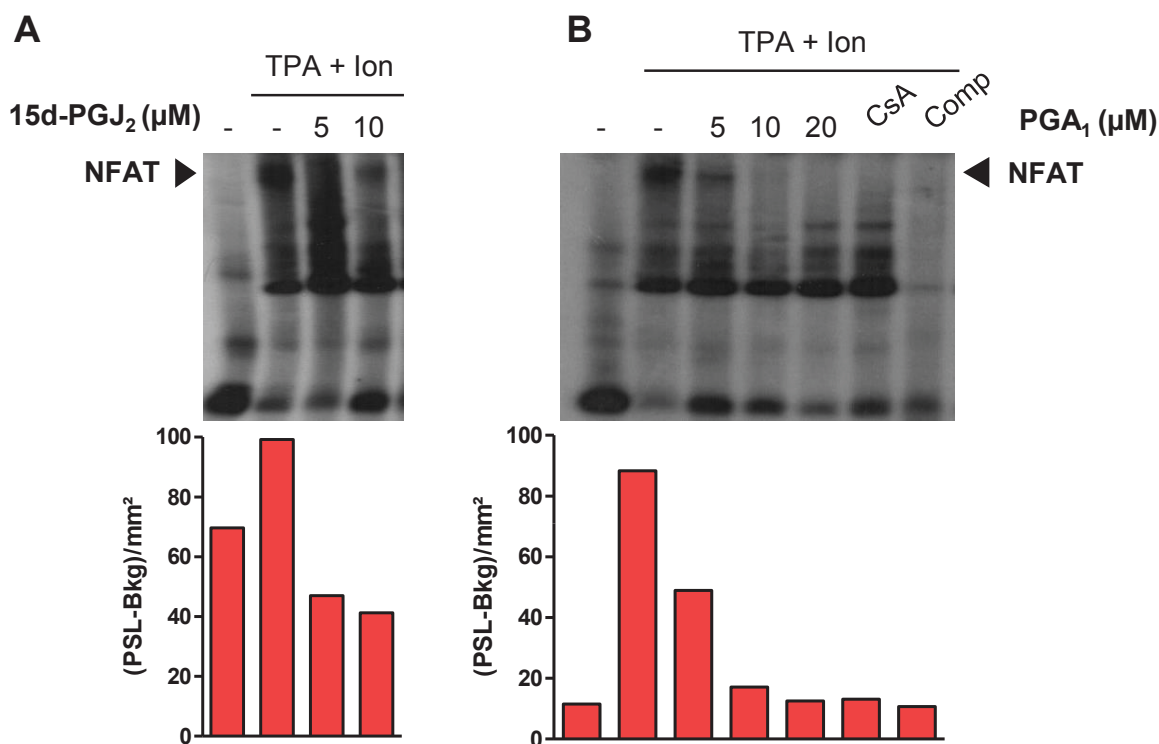 A
TPA + Ion
15d-PGJ₂ (µM)
- - 5 10
NFAT
100
80
60
40
20
0
(PSL-Bkg)/mm²
B
TPA + Ion
- - 5 10 20 CsA Comp
PGA₁ (µM)
NFAT
100
80
60
40
20
0
(PSL-Bkg)/mm²